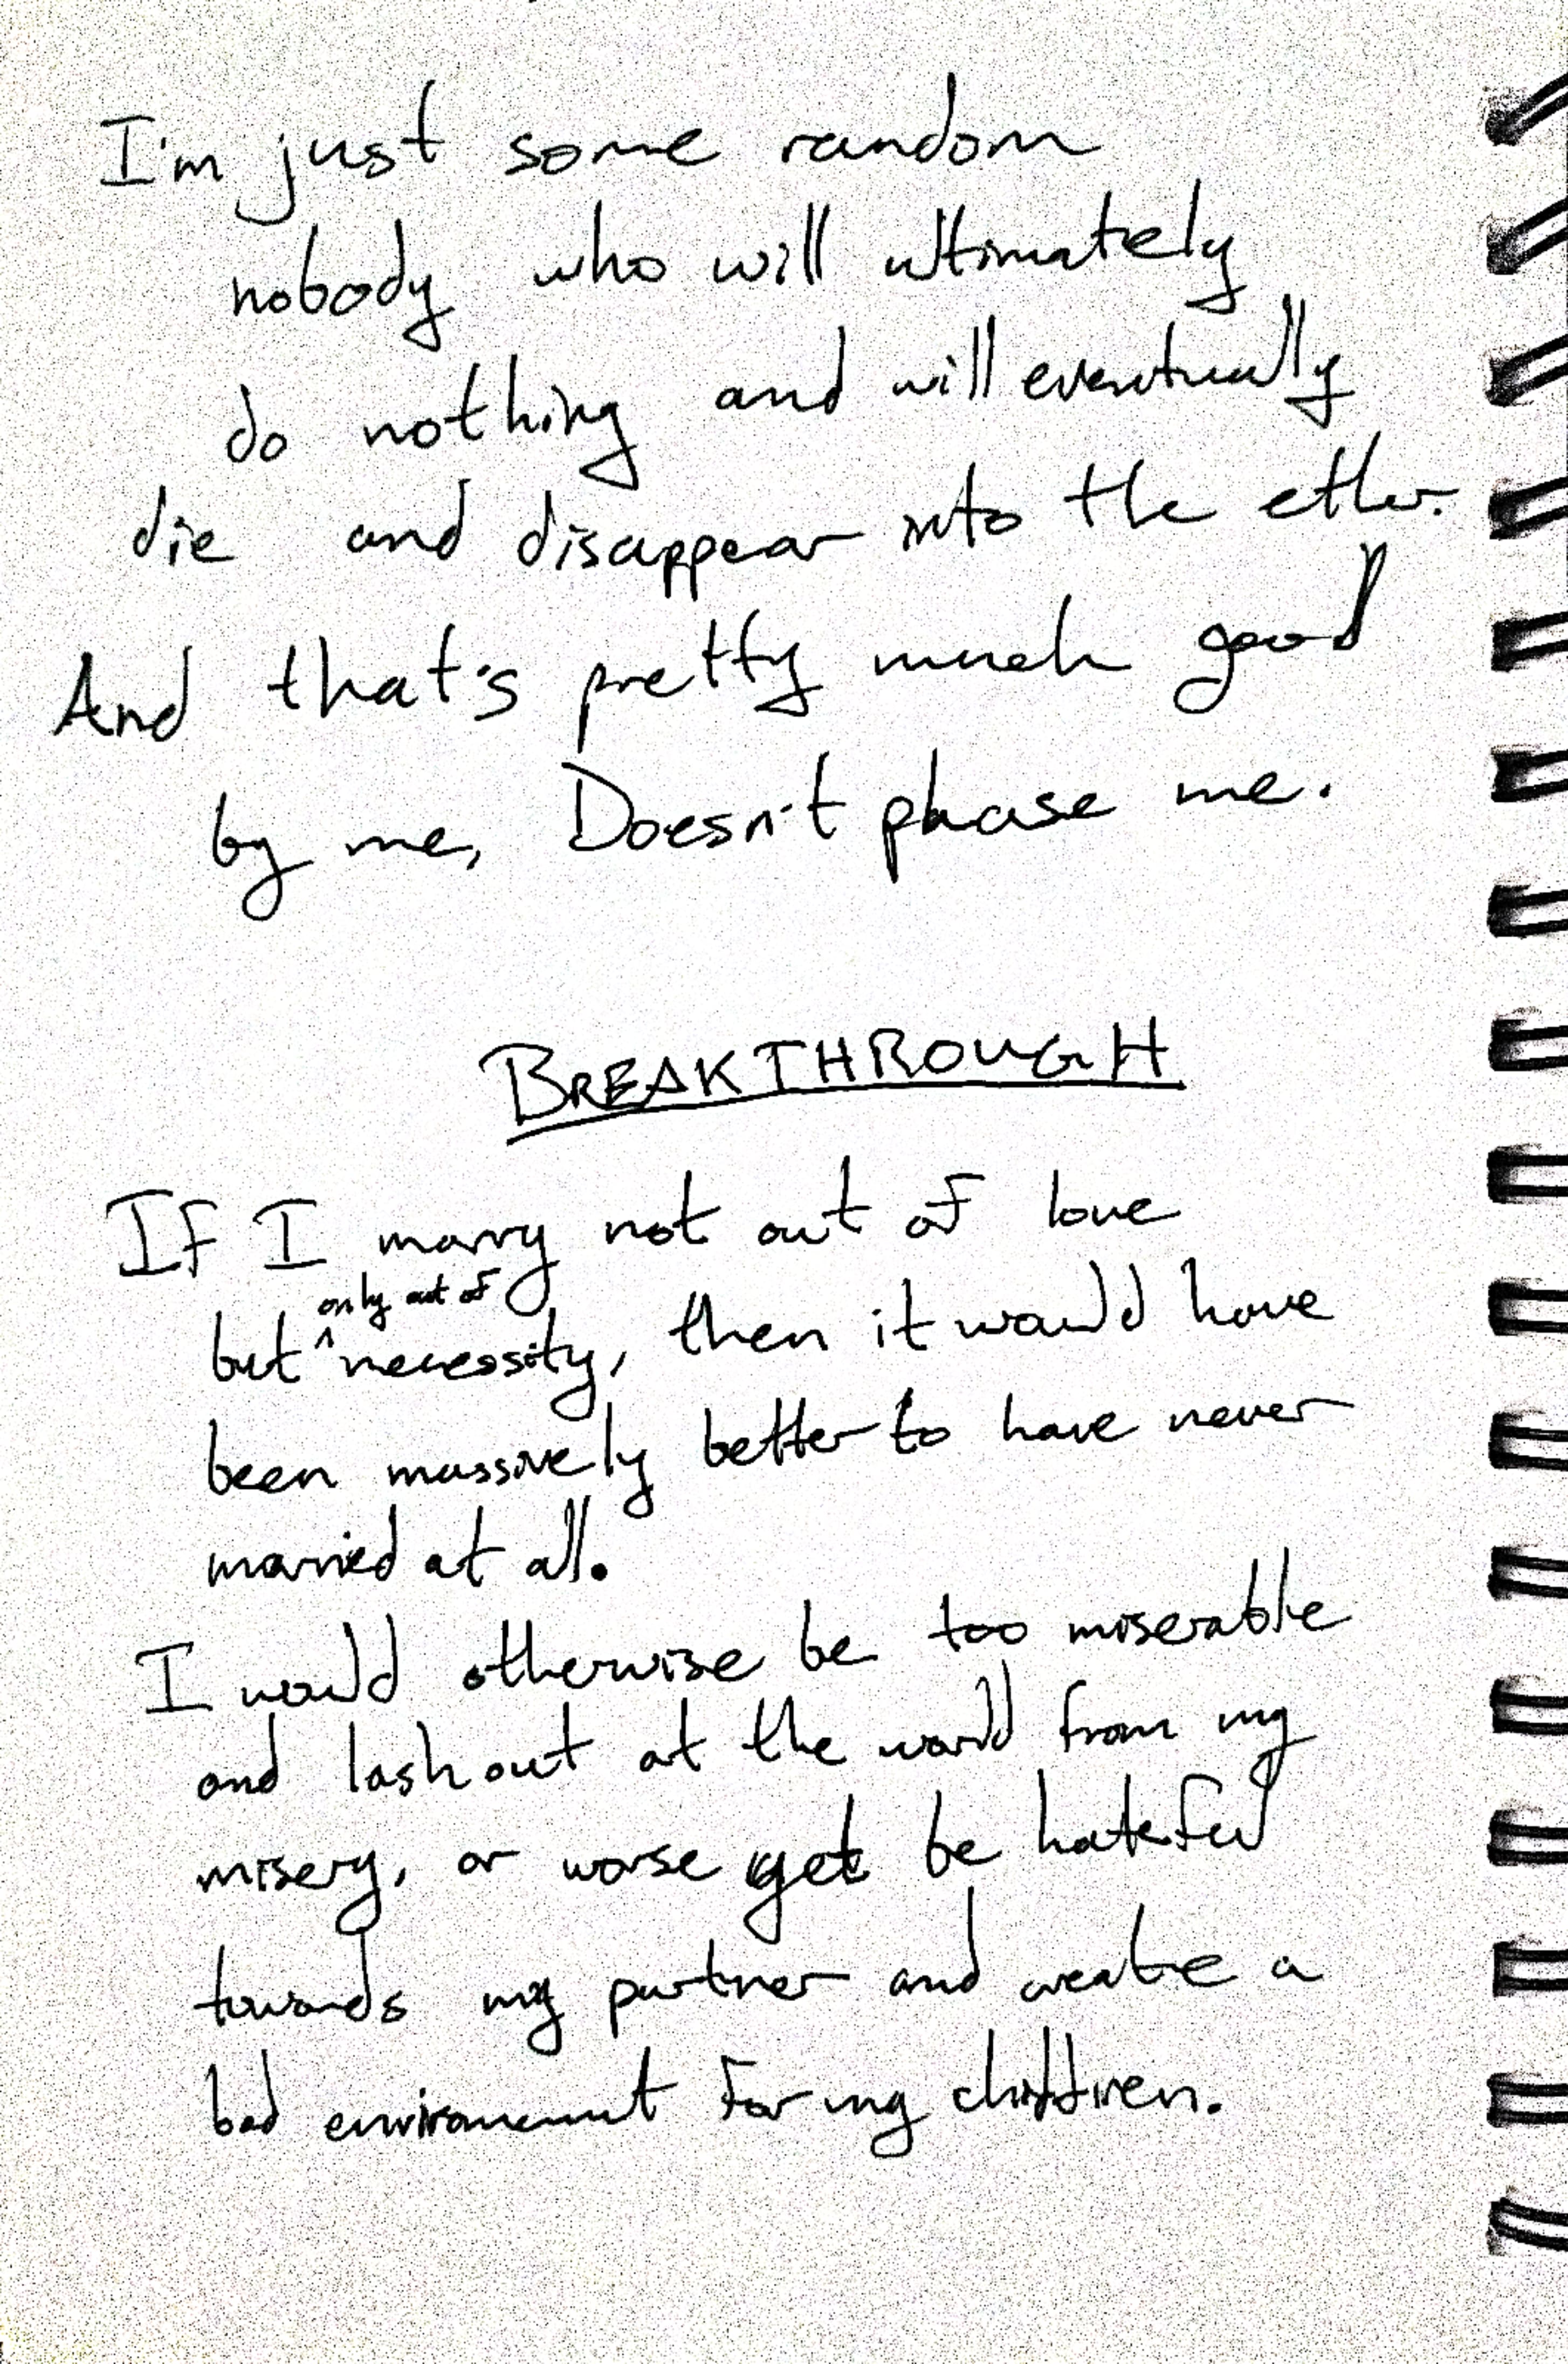 I'm just some random
nobody who will ultimately
do nothing and will eventually
die and disappear into the ether.
And that's pretty much good
by me, Doesn't phase me.
BREAKTHROUGH
If I marry not out of love
only out of
but ^ necessity, then it would have
been massively better to have never
married at all.
I would otherwise be too miserable
and lash out at the world from my
misery, or worse yet be hateful
towards my partner and create a
bad environment for my children.